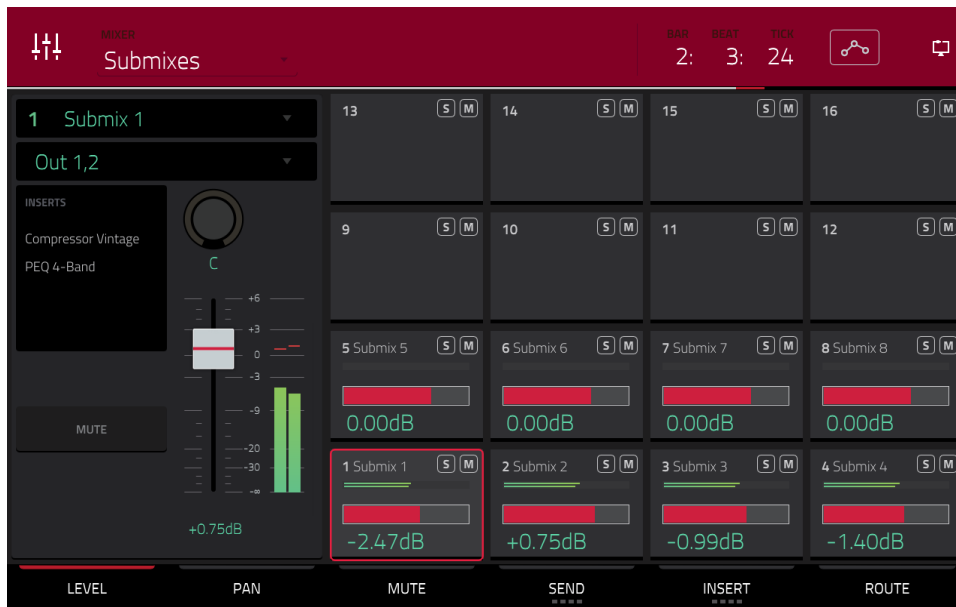 MIXER
Submixes
BAR BEAT TICK
2: 3: 24
1 Submix 1
Out 1,2
INSERTS
Compressor Vintage
PEQ 4-Band
C
+6
+3
0
-3
-9
-20
-30
-∞
MUTE
+0.75dB
13 S M
14 S M
15 S M
16 S M
9 S M
10 S M
11 S M
12 S M
5 Submix 5 S M
0.00dB
6 Submix 6 S M
0.00dB
7 Submix 7 S M
0.00dB
8 Submix 8 S M
0.00dB
1 Submix 1 S M
-2.47dB
2 Submix 2 S M
+0.75dB
3 Submix 3 S M
-0.99dB
4 Submix 4 S M
-1.40dB
LEVEL PAN MUTE SEND INSERT ROUTE